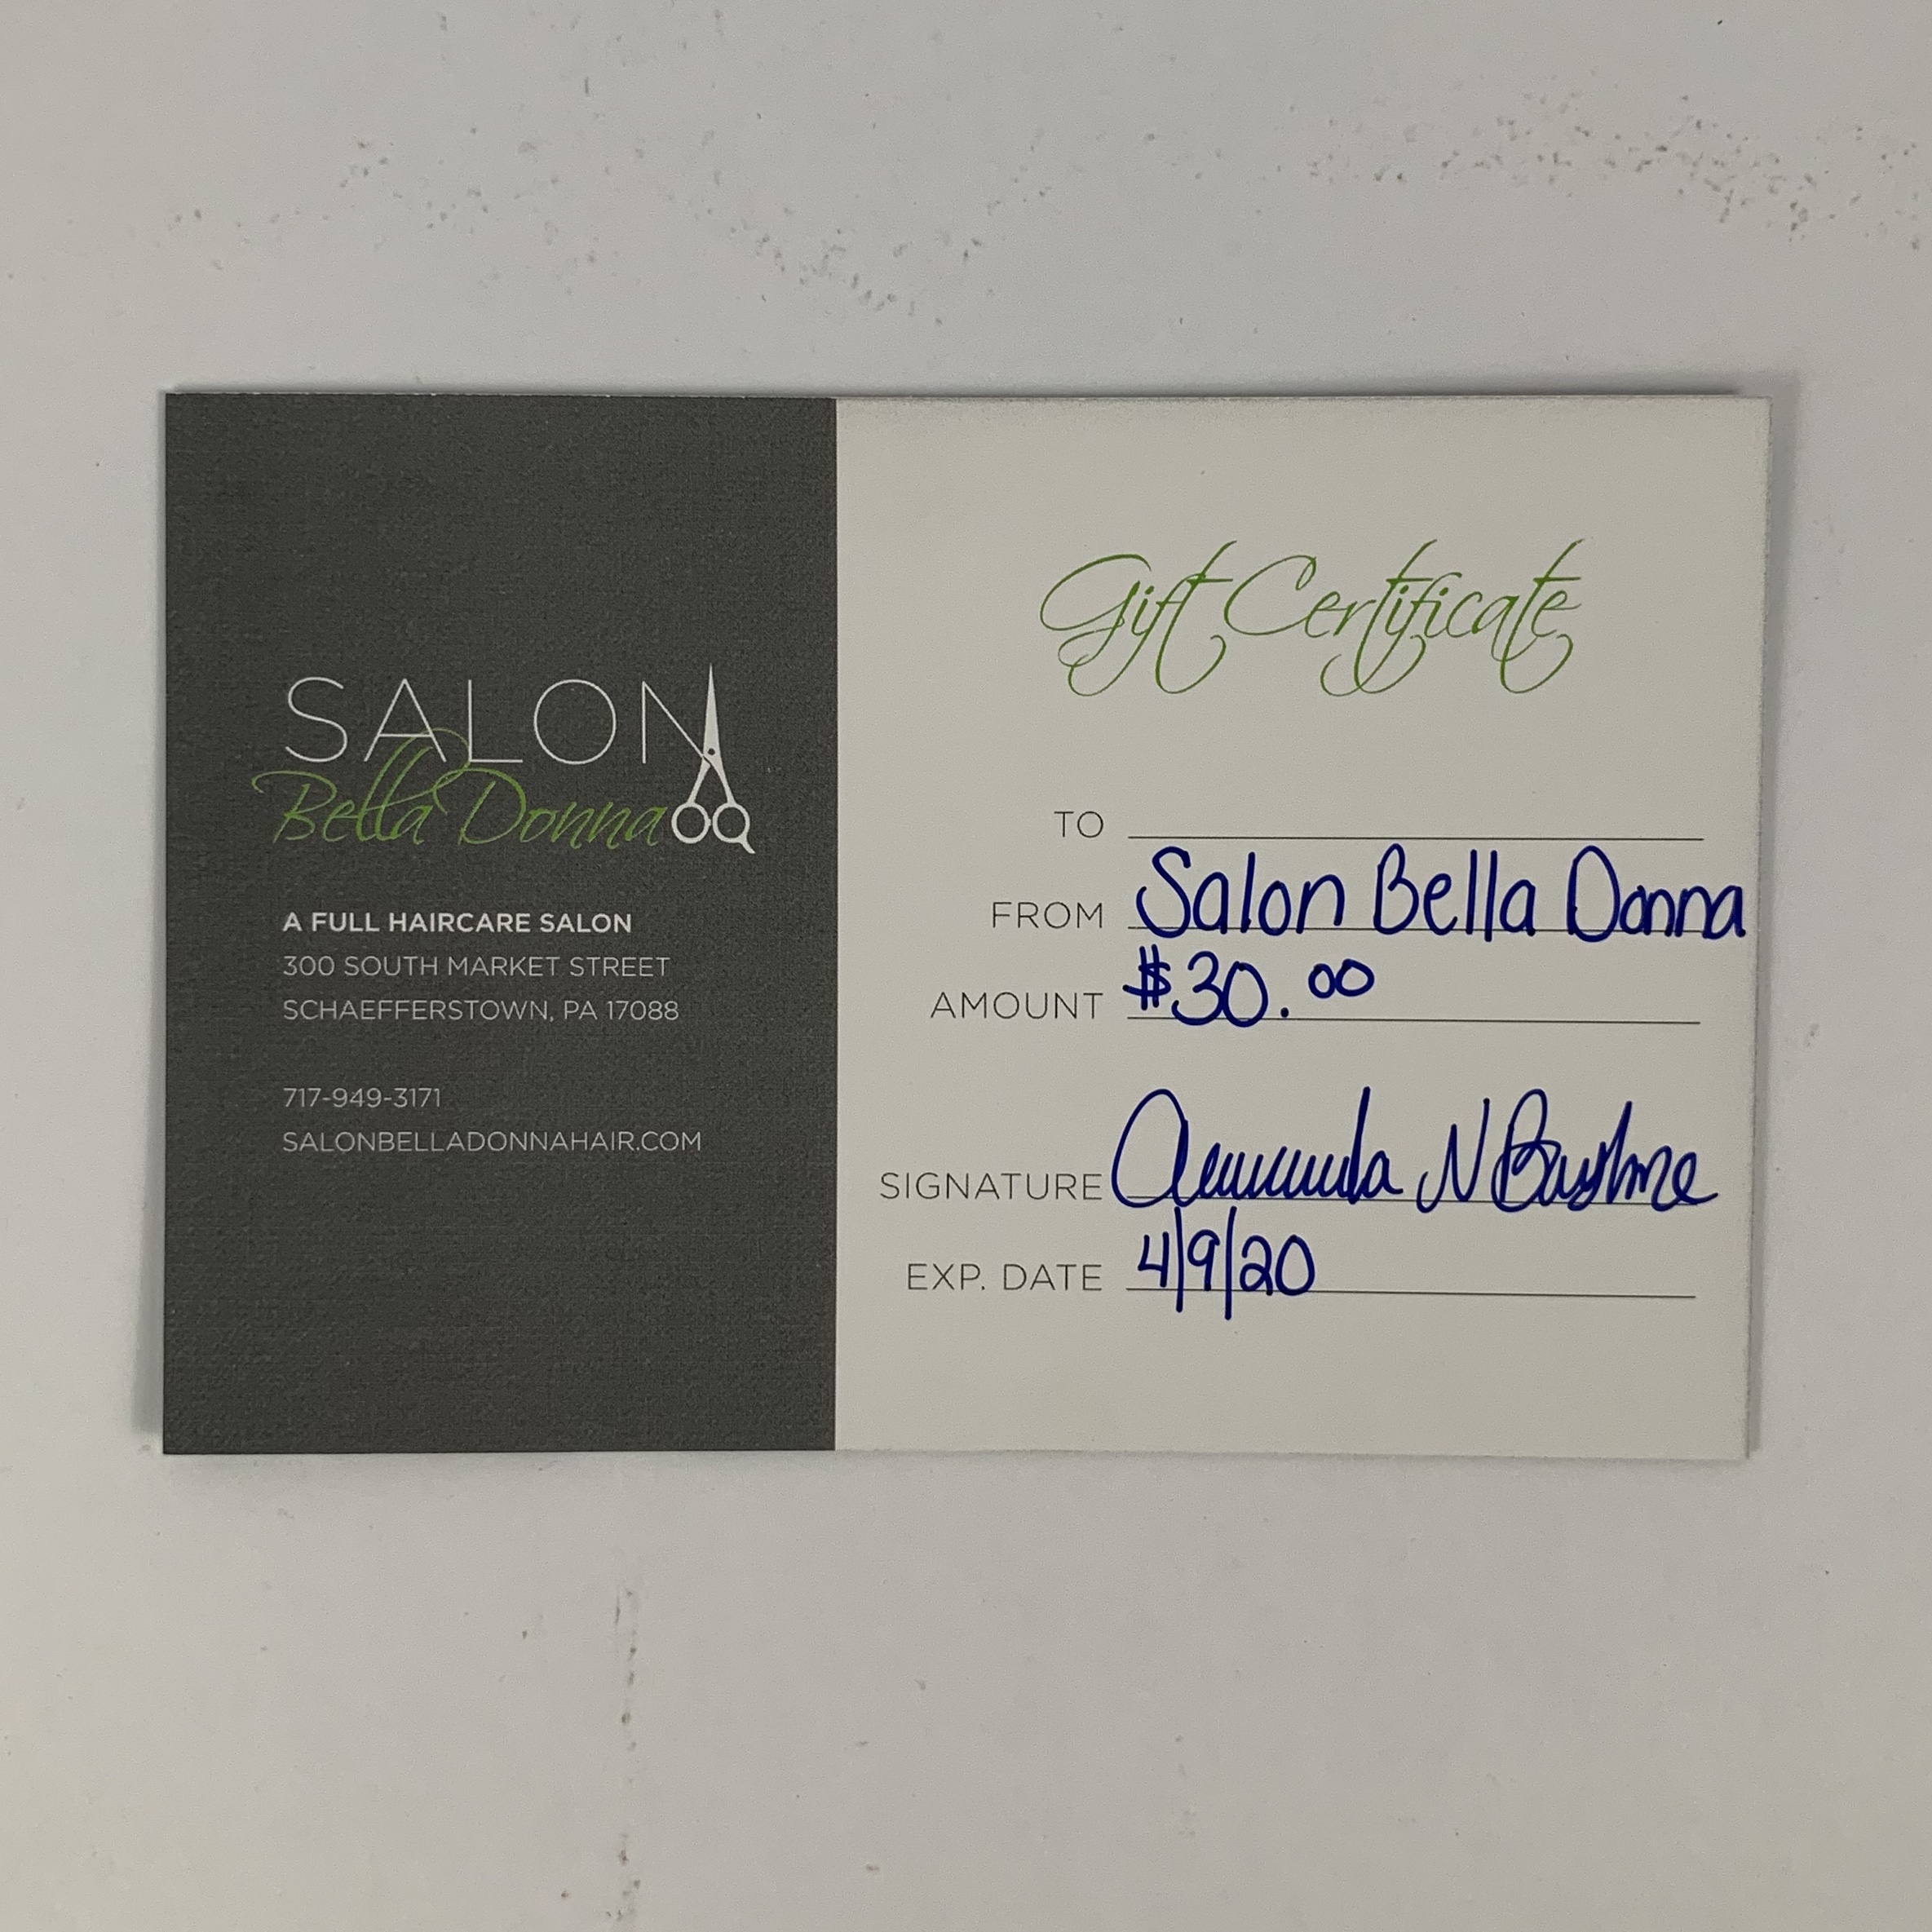 SALON
Bella Donna
A FULL HAIRCARE SALON
300 SOUTH MARKET STREET
SCHAEFFERSTOWN, PA 17088
717-949-3171
SALONBELLADONNAHAIR.COM
Gift Certificate
TO
FROM Salon Bella Donna
AMOUNT $30.00
SIGNATURE N
EXP. DATE 4/9/20